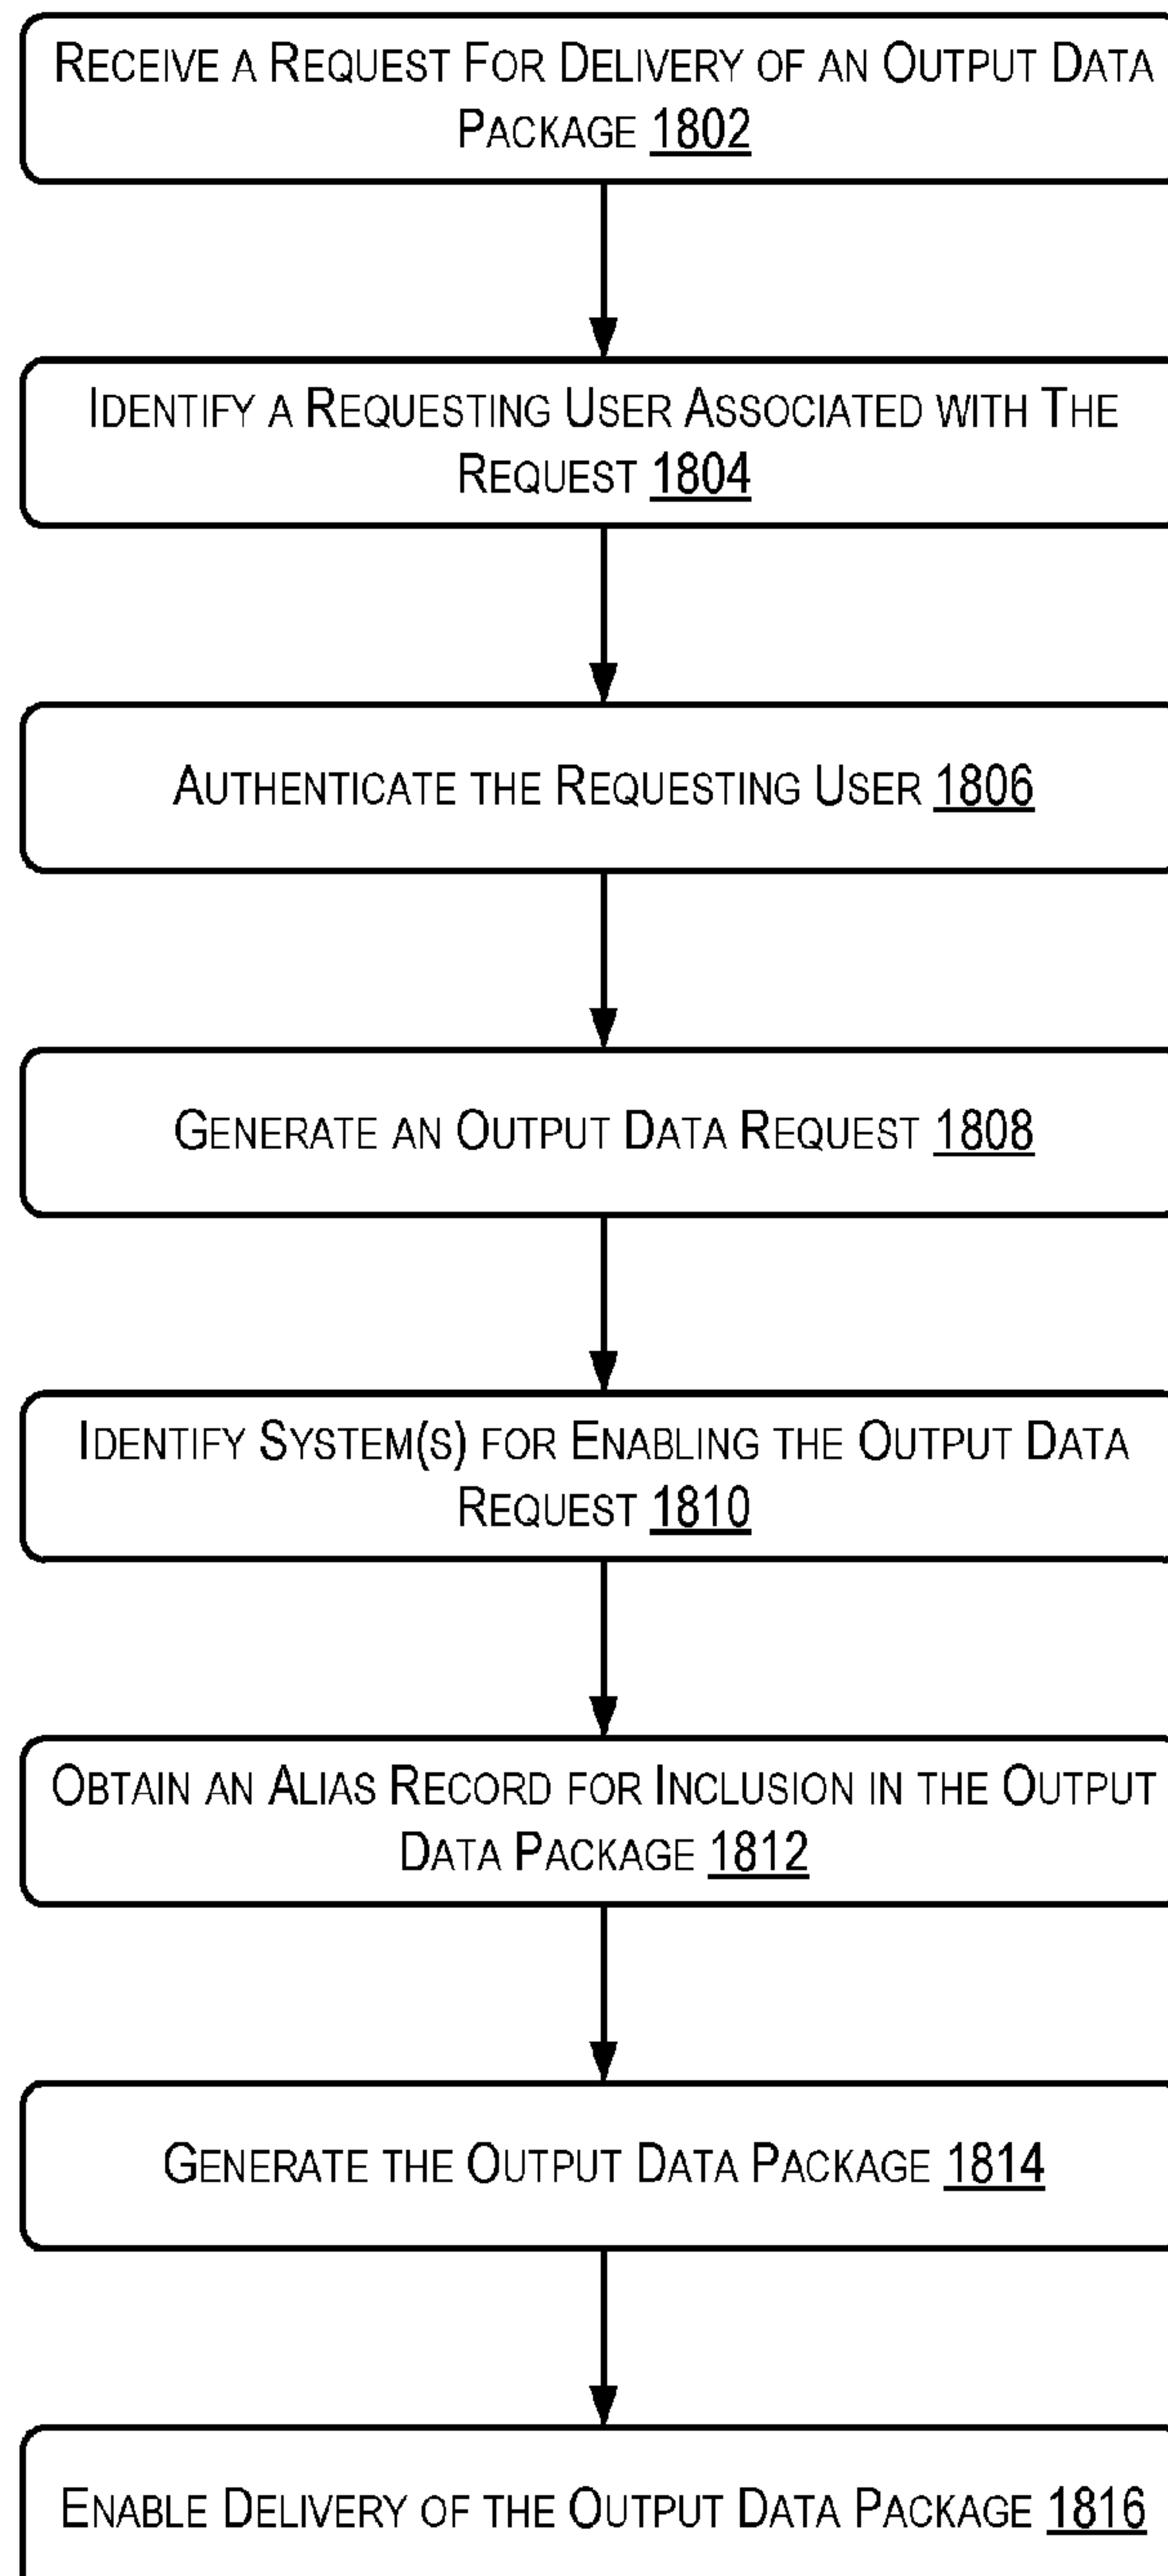 RECEIVE A REQUEST FOR DELIVERY OF AN OUTPUT DATA
PACKAGE 1802
IDENTIFY A REQUESTING USER ASSOCIATED WITH THE
REQUEST 1804
AUTHENTICATE THE REQUESTING USER 1806
GENERATE AN OUTPUT DATA REQUEST 1808
IDENTIFY SYSTEM(S) FOR ENABLING THE OUTPUT DATA
REQUEST 1810
OBTAIN AN ALIAS RECORD FOR INCLUSION IN THE OUTPUT
DATA PACKAGE 1812
GENERATE THE OUTPUT DATA PACKAGE 1814
ENABLE DELIVERY OF THE OUTPUT DATA PACKAGE 1816